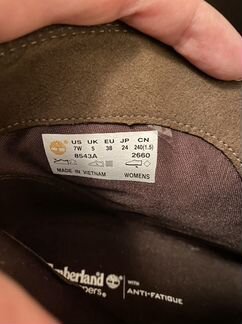 US UK EU JP CN
7W 5 38 24 240(1.5)
8543A 2660
MADE IN VIETNAM WOMENS
WITH
ANTI-FATIGUE